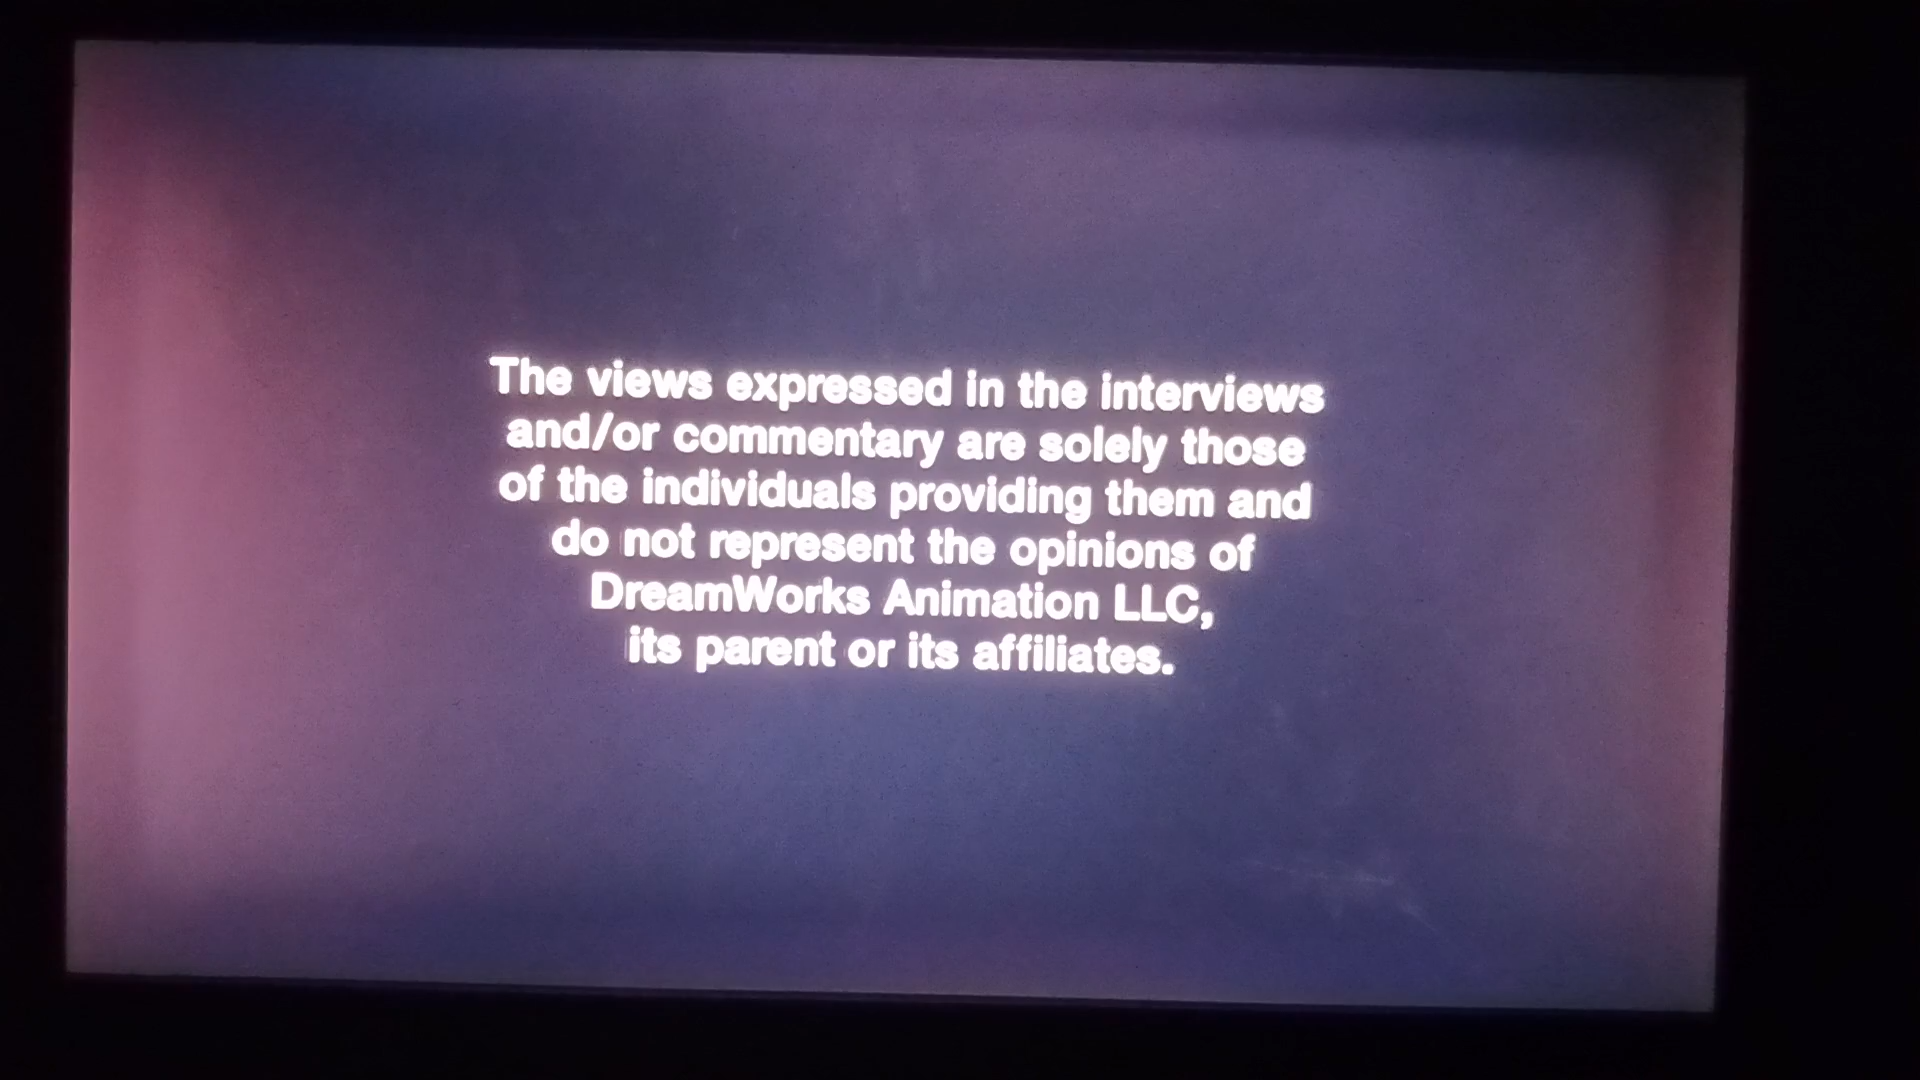 The views expressed in the interviews
and/or commentary are solely those
of the individuals providing them and
do not represent the opinions of
DreamWorks Animation LLC,
its parent or its affiliates.